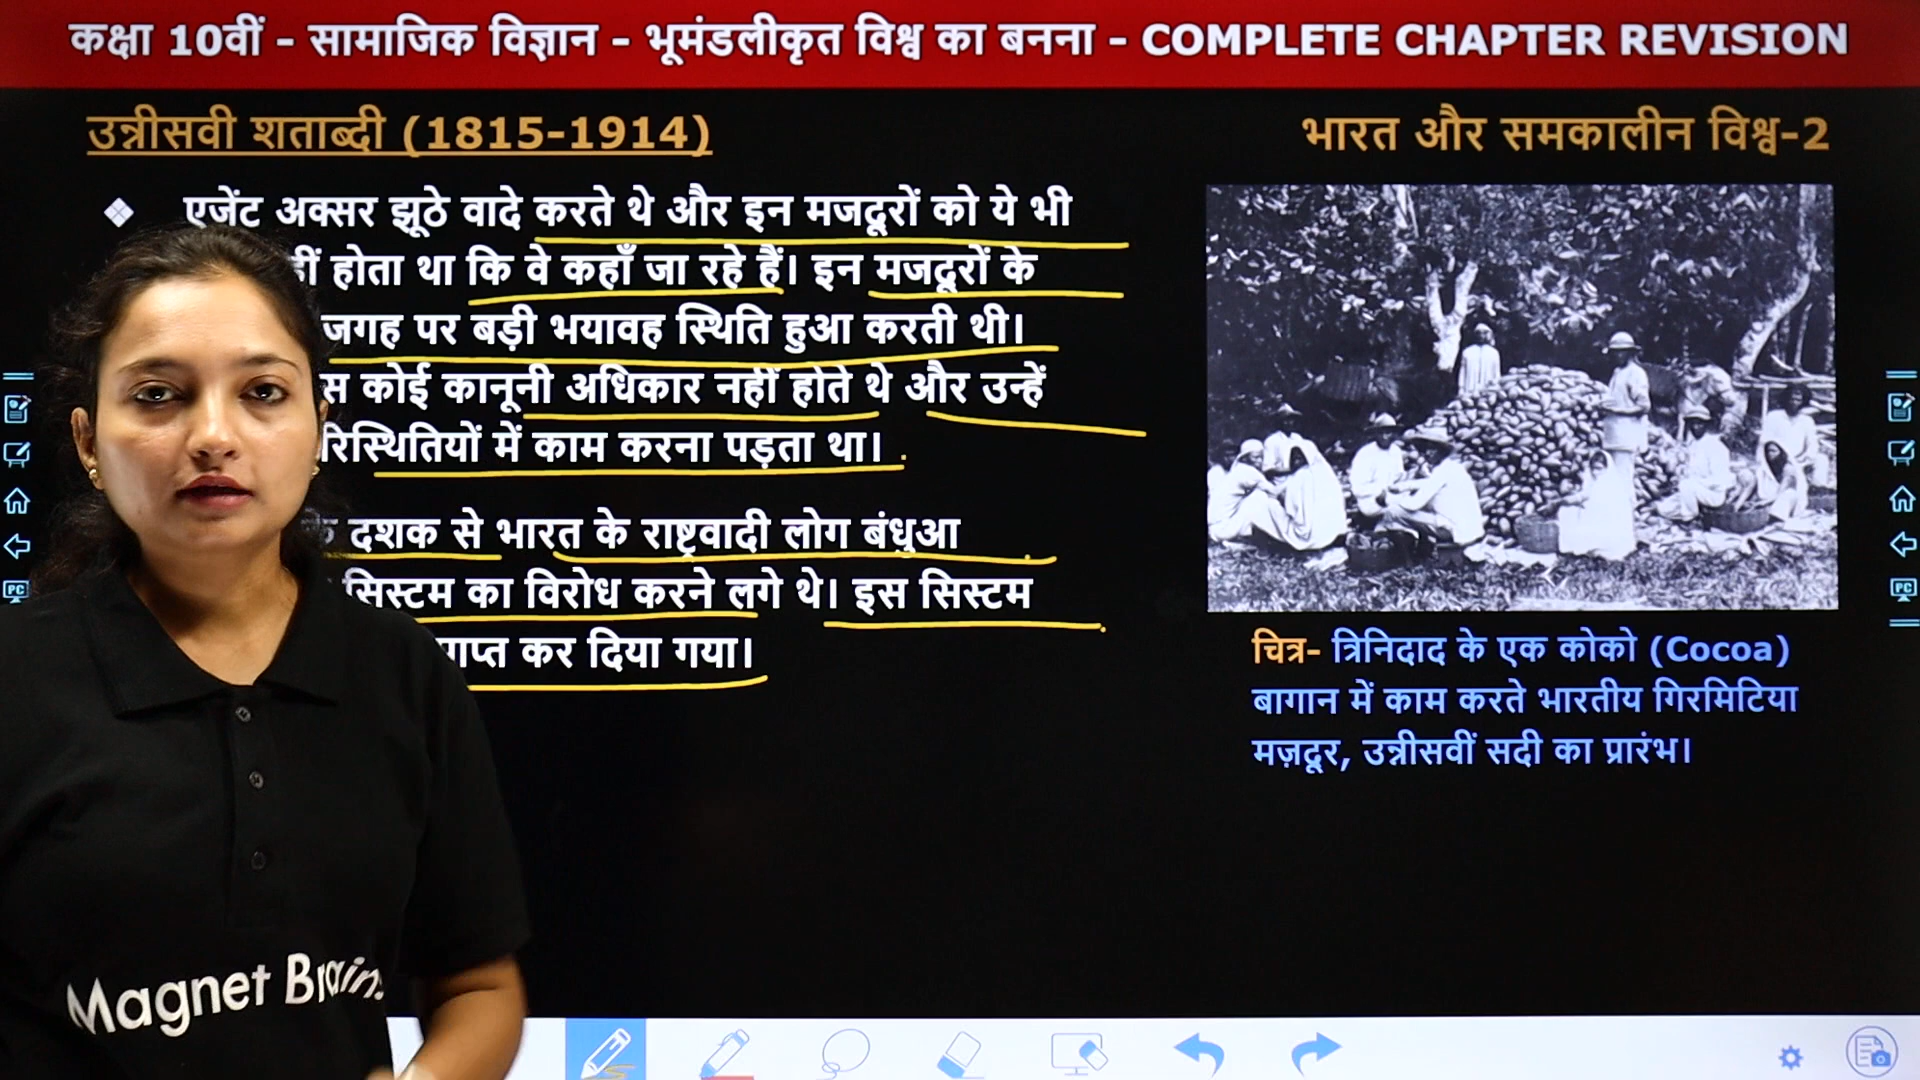 कक्षा 10वीं - सामाजिक विज्ञान - भूमंडलीकृत विश्व का बनना - COMPLETE CHAPTER REVISION
उन्नीसवी शताब्दी (1815-1914)
भारत और समकालीन विश्व-2
एजेंट अक्सर झूठे वादे करते थे और इन मजदूरों को ये भी
होता था कि वे कहाँ जा रहे हैं। इन मजदूरों के
जगह पर बड़ी भयावह स्थिति हुआ करती थी।
कोई कानूनी अधिकार नहीं होते थे और उन्हें
में काम करना पड़ता था।
दशक से भारत के राष्ट्रवादी लोग बंधुआ
सिस्टम का विरोध करने लगे थे। इस सिस्टम
कर दिया गया।
चित्र- त्रिनिदाद के एक कोको (Cocoa)
बागान में काम करते भारतीय गिरमिटिया
मज़दूर, उन्नीसवीं सदी का प्रारंभ।
Magnet Brains
PC
PC